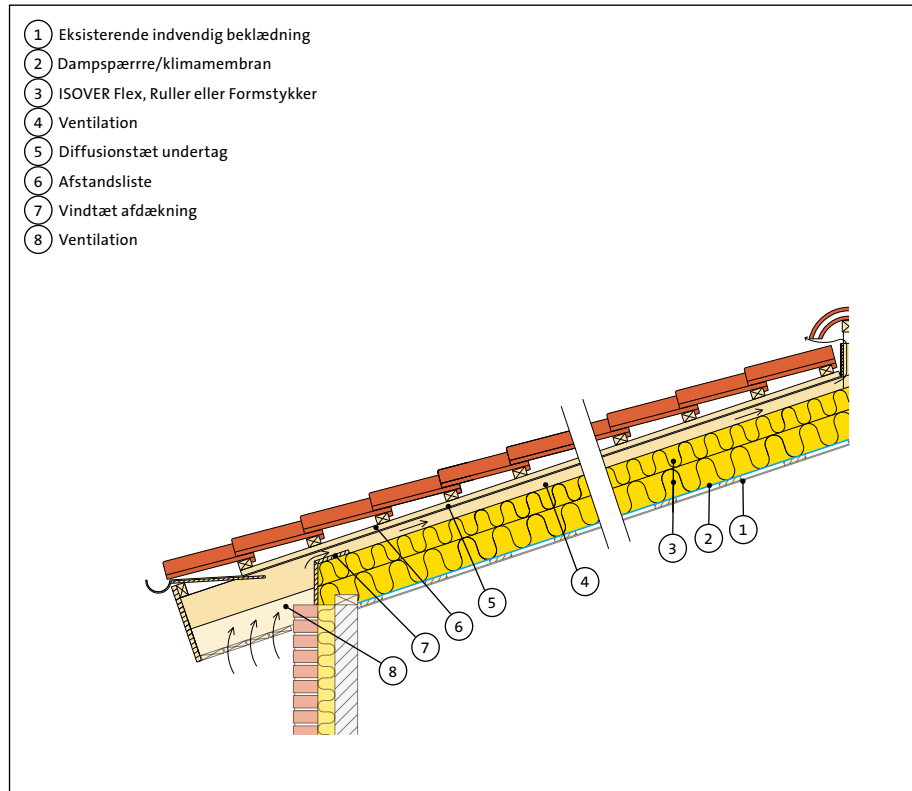 1 Eksisterende indvendig beklædning
2 Dampspærrre/klimamembran
3 ISOVER Flex, Ruller eller Formstykker
4 Ventilation
5 Diffusionstæt undertag
6 Afstandsliste
7 Vindtæt afdækning
8 Ventilation
1
2
3
4
5
6
7
8